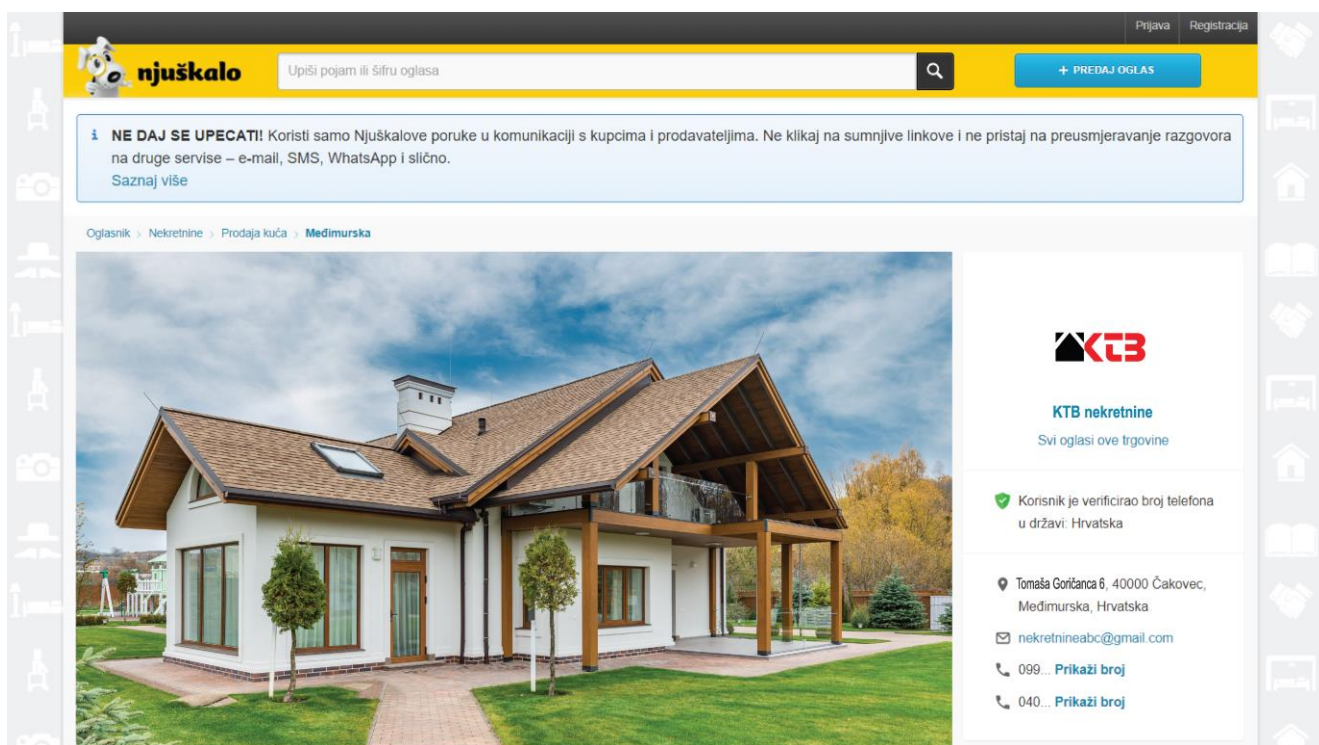 Prijava Registracija
njuškalo
Upiši pojam ili šifru oglasa
+ PREDAJ OGLAS
i NE DAJ SE UPECATI! Koristi samo Njuškalove poruke u komunikaciji s kupcima i prodavateljima. Ne klikaj na sumnjive linkove i ne pristaj na preusmjeravanje razgovora
na druge servise – e-mail, SMS, WhatsApp i slično.
Saznaj više
Oglasnik › Nekretnine › Prodaja kuća › Međimurska
KTB
KTB nekretnine
Svi oglasi ove trgovine
Korisnik je verificirao broj telefona
u državi: Hrvatska
Tomaša Goričanca 6, 40000 Čakovec,
Međimurska, Hrvatska
nekretnineabc@gmail.com
099... Prikaži broj
040... Prikaži broj